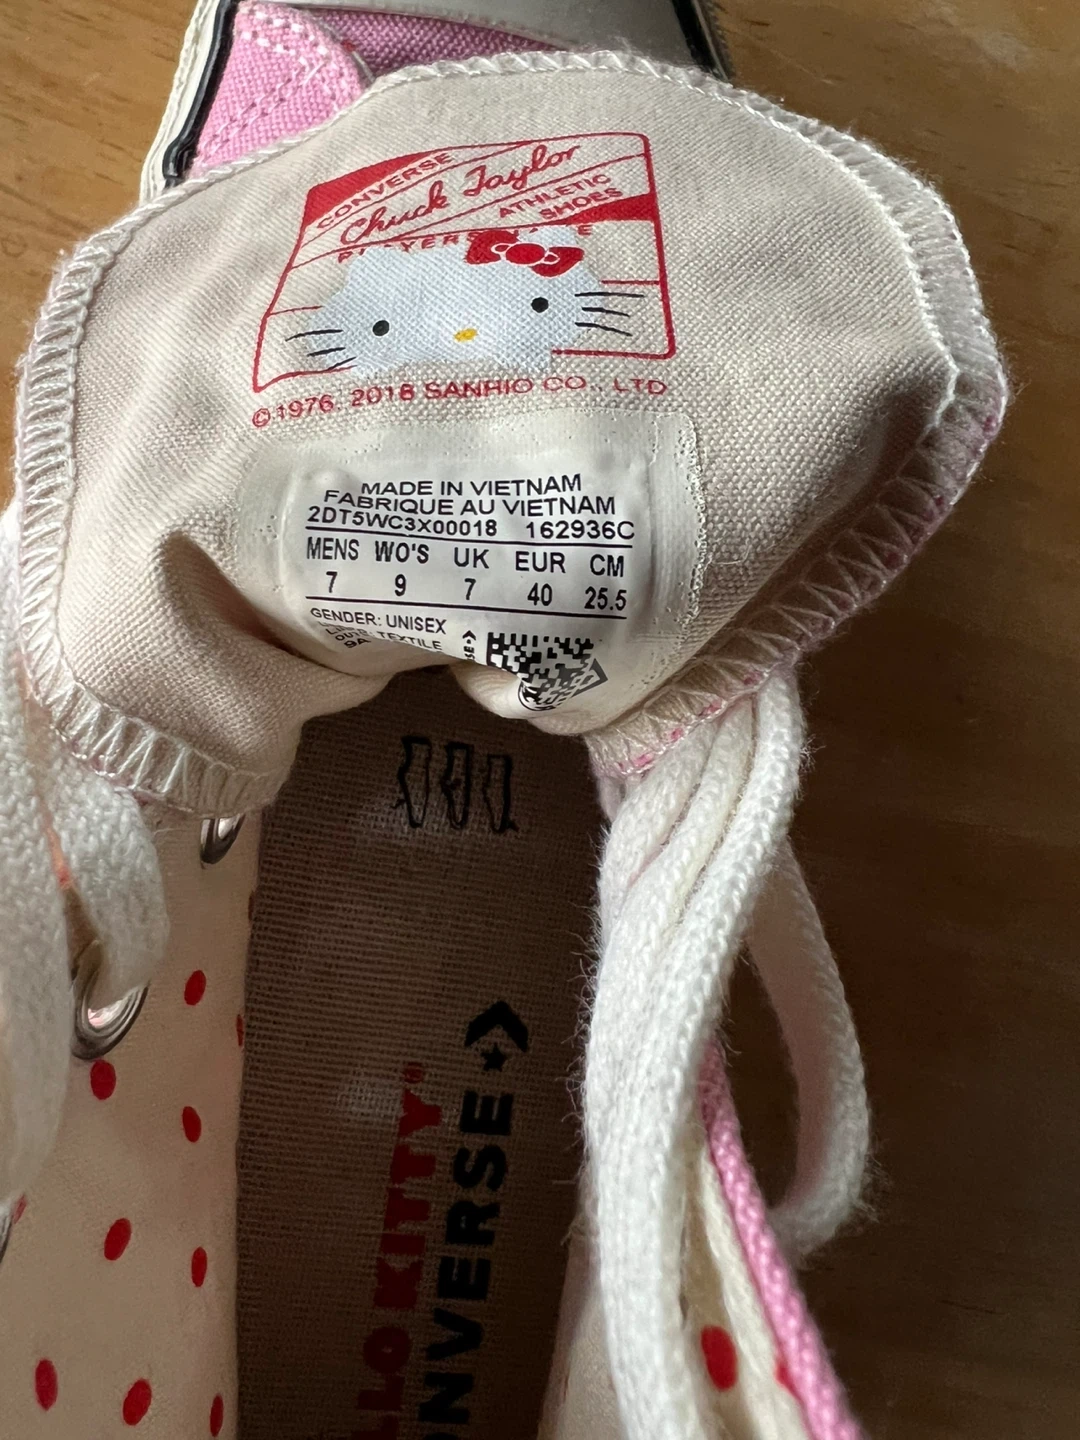 CONVERSE
Chuck Taylor
ATHLETIC
SHOES
©1976, 2018 SANRIO CO., LTD
MADE IN VIETNAM
FABRIQUE AU VIETNAM
2DT5WC3X00018 162936C
MENS WO'S UK EUR CM
7 9 7 40 25.5
GENDER: UNISEX
TEXTILE
KITTY
CONVERSE